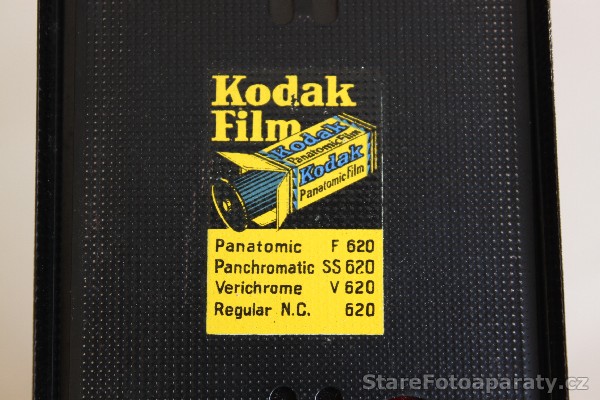 Kodak
Film
Kodak
Panatomic-Film
Kodak
Panatomic-Film
Panatomic F 620
Panchromatic SS 620
Verichrome V 620
Regular N.C. 620
StareFotoaparaty.cz